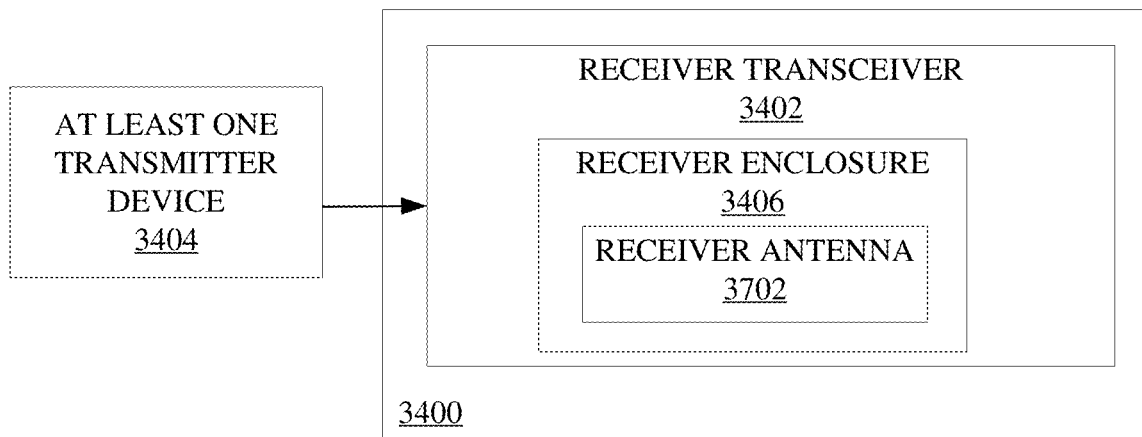 AT LEAST ONE
TRANSMITTER
DEVICE
3404
RECEIVER TRANSCEIVER
3402
RECEIVER ENCLOSURE
3406
RECEIVER ANTENNA
3702
3400